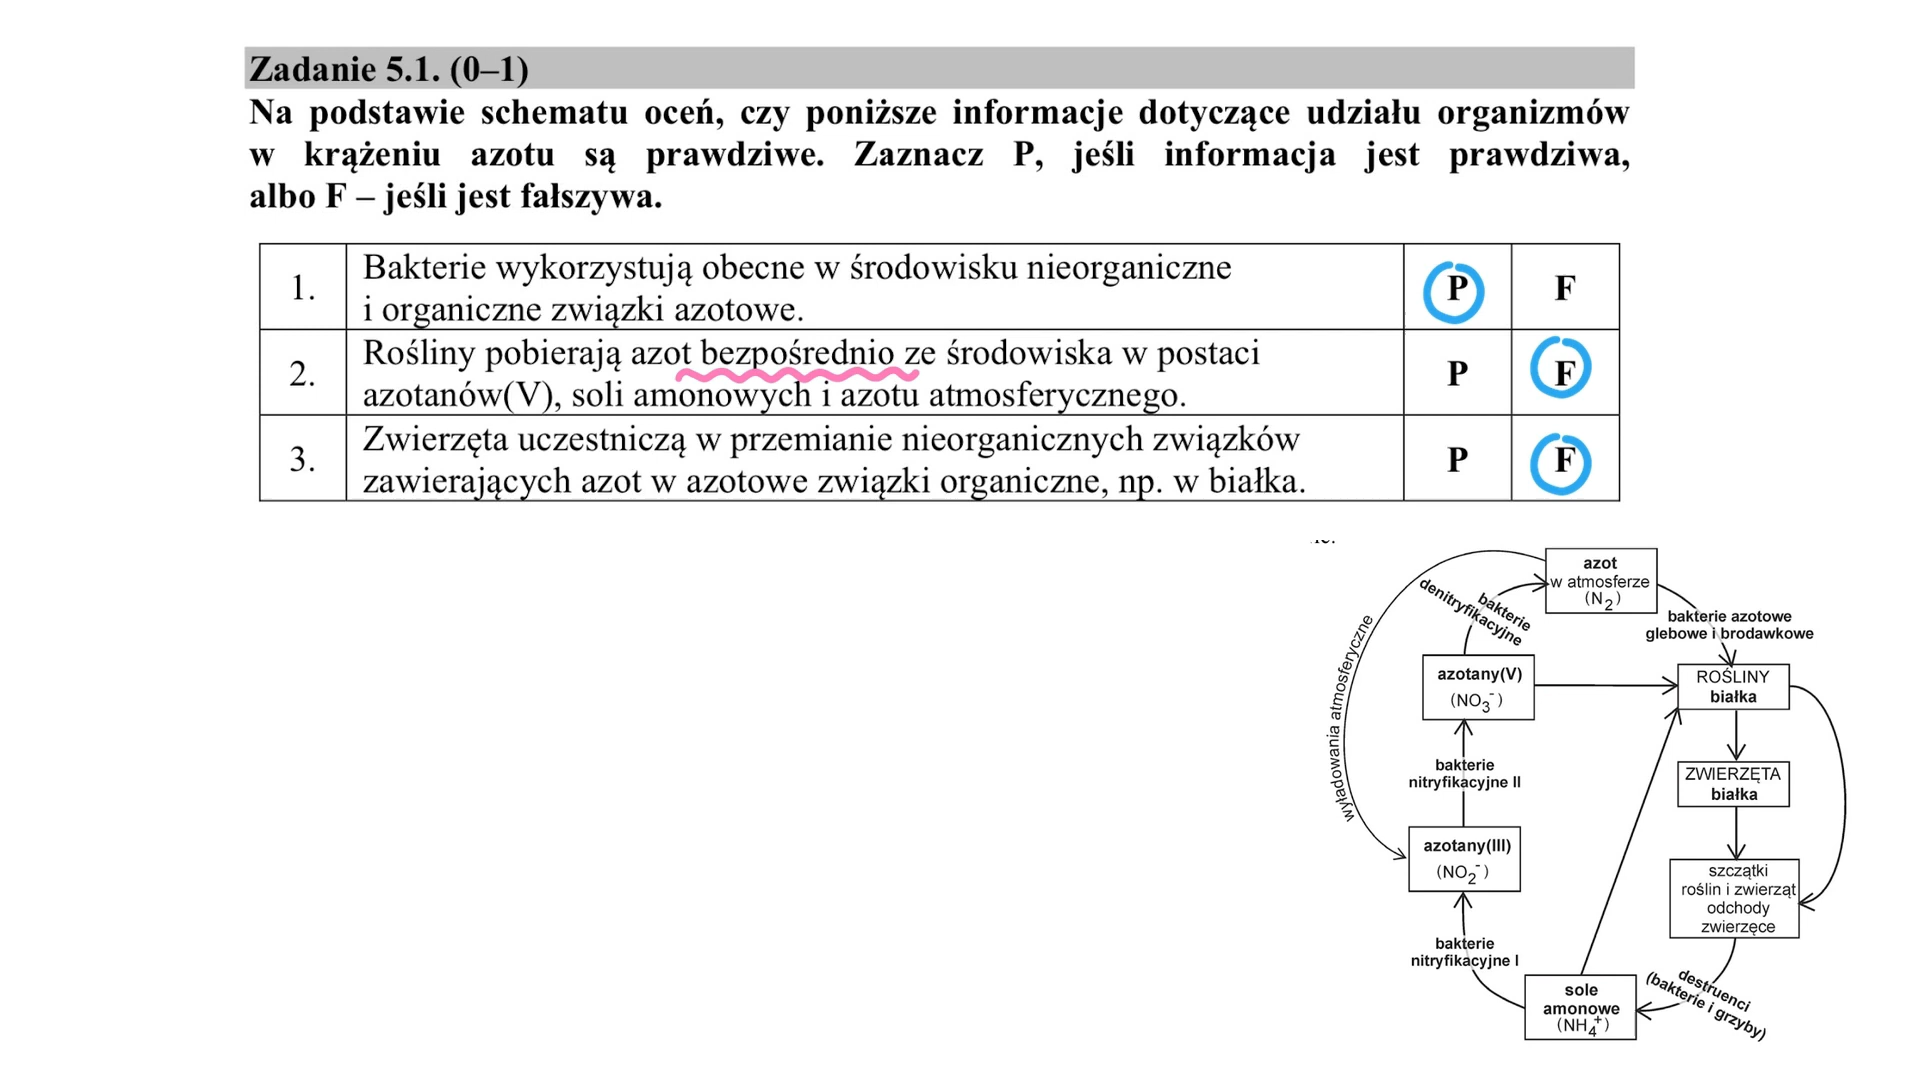 Zadanie 5.1. (0–1)
Na podstawie schematu oceń, czy poniższe informacje dotyczące udziału organizmów
w krążeniu azotu są prawdziwe. Zaznacz P, jeśli informacja jest prawdziwa,
albo F – jeśli jest fałszywa.
1. Bakterie wykorzystują obecne w środowisku nieorganiczne
i organiczne związki azotowe. P F
2. Rośliny pobierają azot bezpośrednio ze środowiska w postaci
azotanów(V), soli amonowych i azotu atmosferycznego. P F
3. Zwierzęta uczestniczą w przemianie nieorganicznych związków
zawierających azot w azotowe związki organiczne, np. w białka. P F
azot
w atmosferze
(N2)
bakterie
denitryfikacyjne
bakterie azotowe
glebowe i brodawkowe
wyładowania atmosferyczne
azotany(V)
(NO3-)
ROŚLINY
białka
bakterie
nitryfikacyjne II
ZWIERZĘTA
białka
azotany(III)
(NO2-)
szczątki
roślin i zwierząt
odchody
zwierzęce
bakterie
nitryfikacyjne I
sole
amonowe
(NH4+)
destruenci
(bakterie i grzyby)